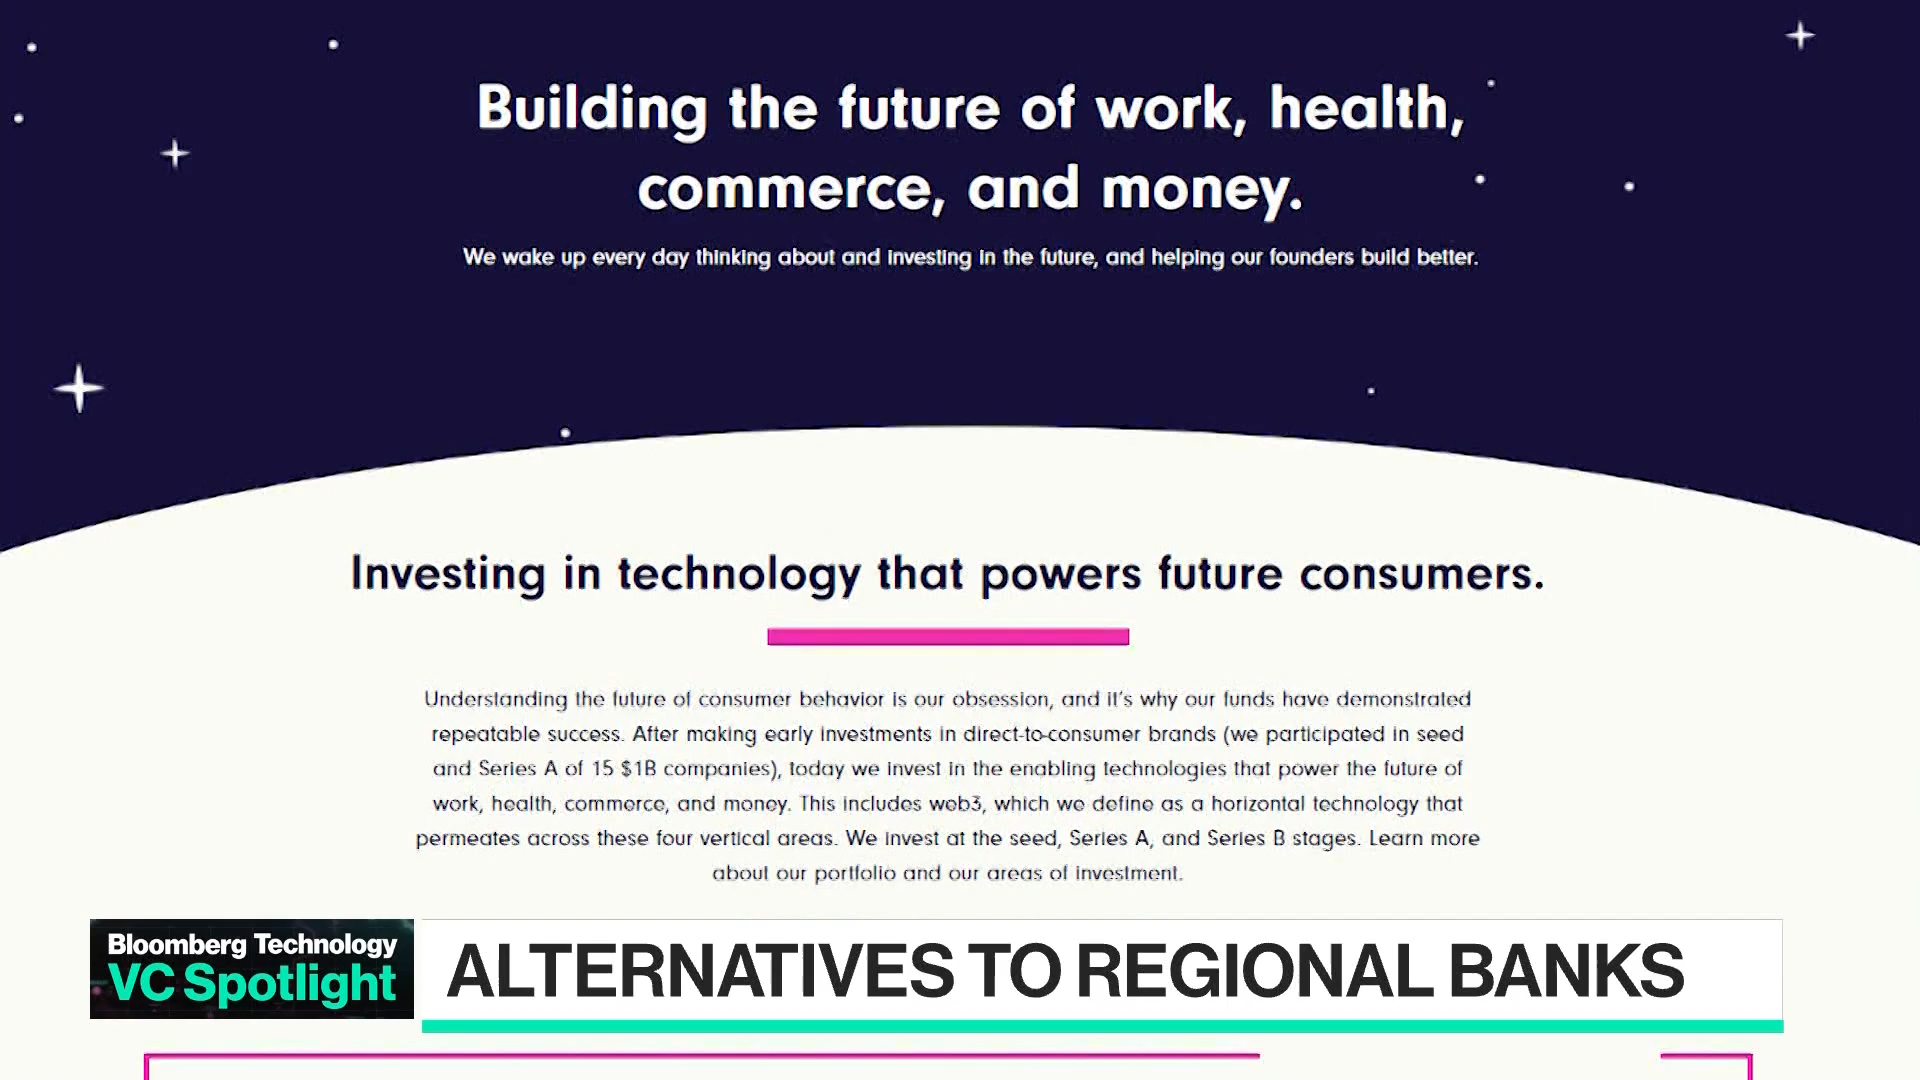 Building the future of work, health,
commerce, and money.
We wake up every day thinking about and investing in the future, and helping our founders build better.
Investing in technology that powers future consumers.
Understanding the future of consumer behavior is our obsession, and it's why our funds have demonstrated
repeatable success. After making early investments in direct-to-consumer brands (we participated in seed
and Series A of 15 $1B companies), today we invest in the enabling technologies that power the future of
work, health, commerce, and money. This includes web3, which we define as a horizontal technology that
permeates across these four vertical areas. We invest at the seed, Series A, and Series B stages. Learn more
about our portfolio and our areas of investment.
Bloomberg Technology
VC Spotlight
ALTERNATIVES TO REGIONAL BANKS